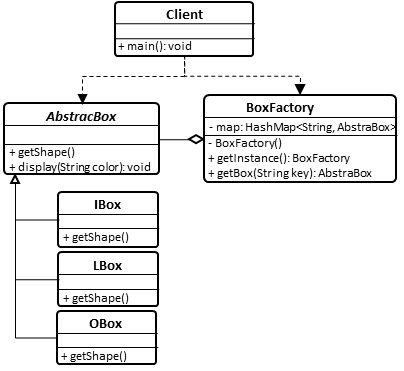 Client
+ main(): void
AbstracBox
+ getShape()
+ display(String color): void
BoxFactory
- map: HashMap<String, AbstraBox>
- BoxFactory()
+ getInstance(): BoxFactory
+ getBox(String key): AbstraBox
IBox
+ getShape()
LBox
+ getShape()
OBox
+ getShape()